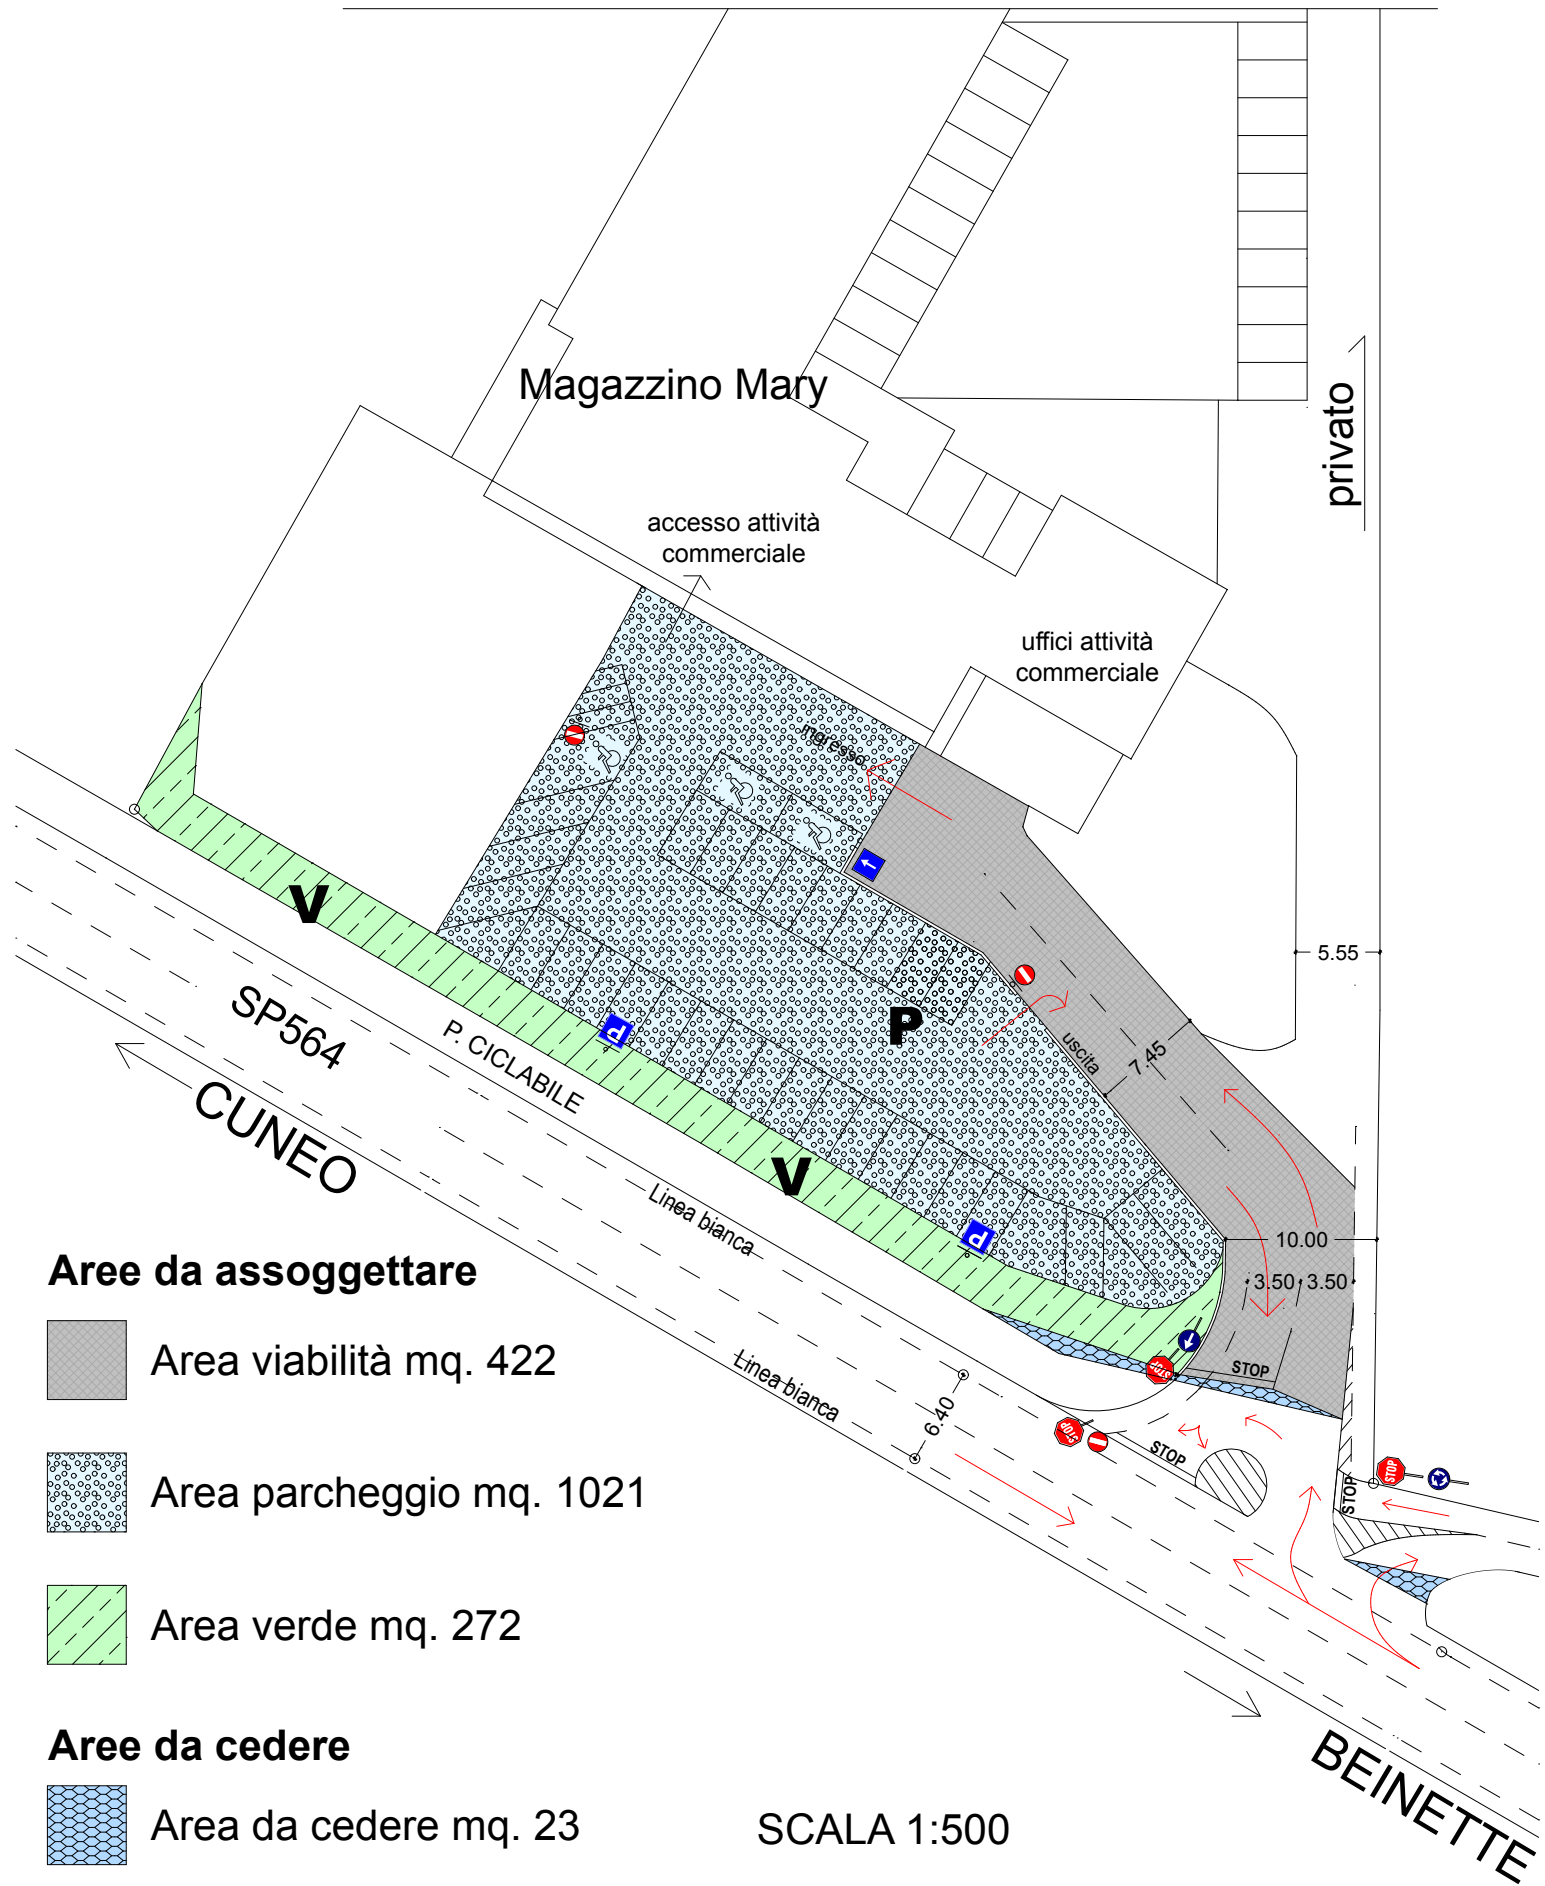 Magazzino Mary
privato
accesso attività
commerciale
uffici attività
commerciale
ingresso
5.55
P
uscita
7.45
V
SP564
P. CICLABILE
P
CUNEO
V
Linea bianca
P
10.00
3.50 3.50
Linea bianca
STOP
STOP
6.40
STOP
STOP
STOP
STOP
BEINETTE
Aree da assoggettare
Area viabilità mq. 422
Area parcheggio mq. 1021
Area verde mq. 272
Aree da cedere
Area da cedere mq. 23
SCALA 1:500